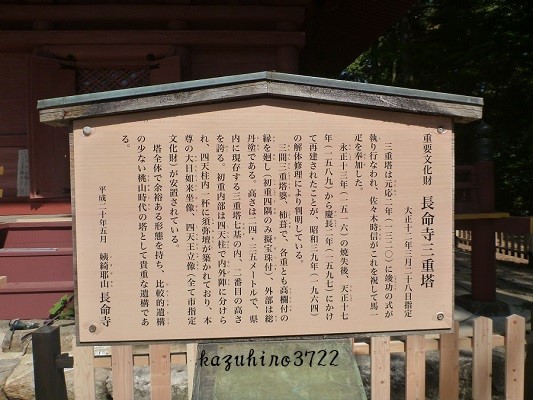 重要文化財　長命寺三重塔
大正十二年三月二十八日指定
三重塔は元応二年（一三二〇）に竣功の式が
執り行なわれ、佐々木時信がこれを祝して馬一
疋を奉加した。
永正十三年（一五一六）の焼失後、天正十七
年（一五八九）から慶長二年（一五九七）にかけ
て再建されたことが、昭和三九年（一九六四）
の解体修理により判明している。
三間三重塔婆、杮葺で、各重とも高欄付の
縁を廻し（初重四隅のみ擬宝珠付）、外部は総
丹塗である。高さは二四・三五メートルで、県
内に現存する三重塔七基の内、二番目の高さ
を誇る。初重内部は四天柱で内外陣に分けら
れ、四天柱内一杯に須弥壇が築かれており、本
尊の大日如来坐像、四天王立像（全て市指定
文化財）が安置されている。
塔全体で余裕ある形態を持ち、比較的遺構
の少ない桃山時代の塔として貴重な遺構であ
る。
平成二十年五月　姨綺耶山　長命寺
kazuhiro3722